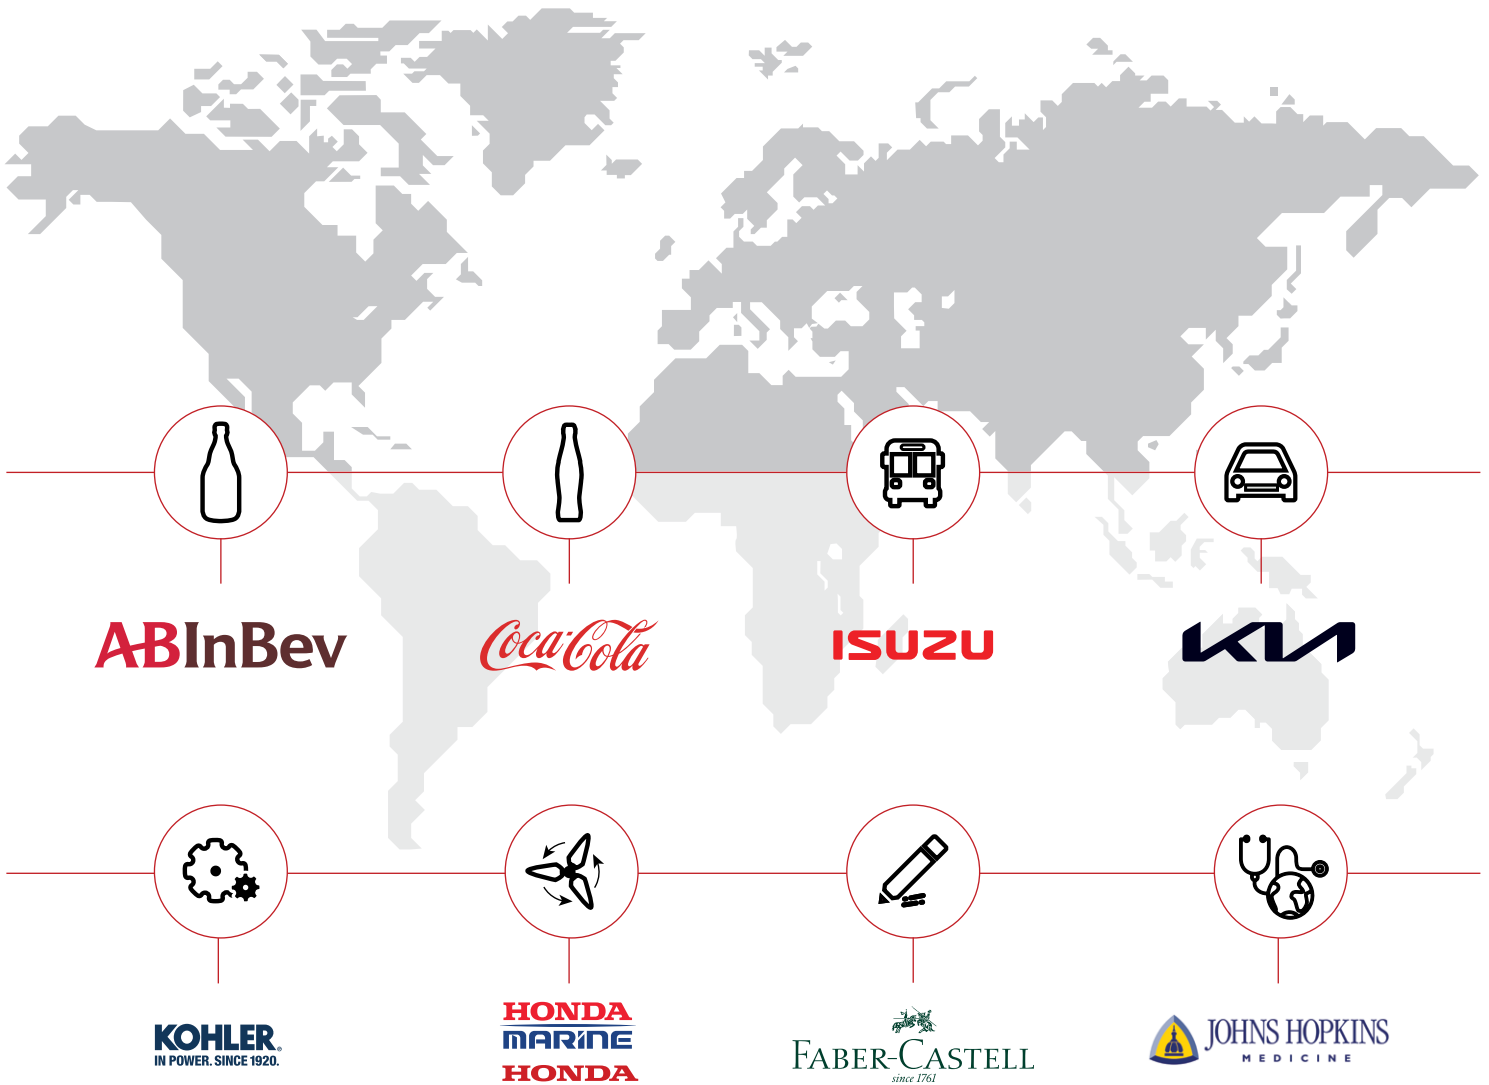 ABInBev
Coca-Cola
ISUZU
KIA
KOHLER®
IN POWER. SINCE 1920.
HONDA
MARINE
HONDA
FABER-CASTELL
since 1761
JOHNS HOPKINS
MEDICINE